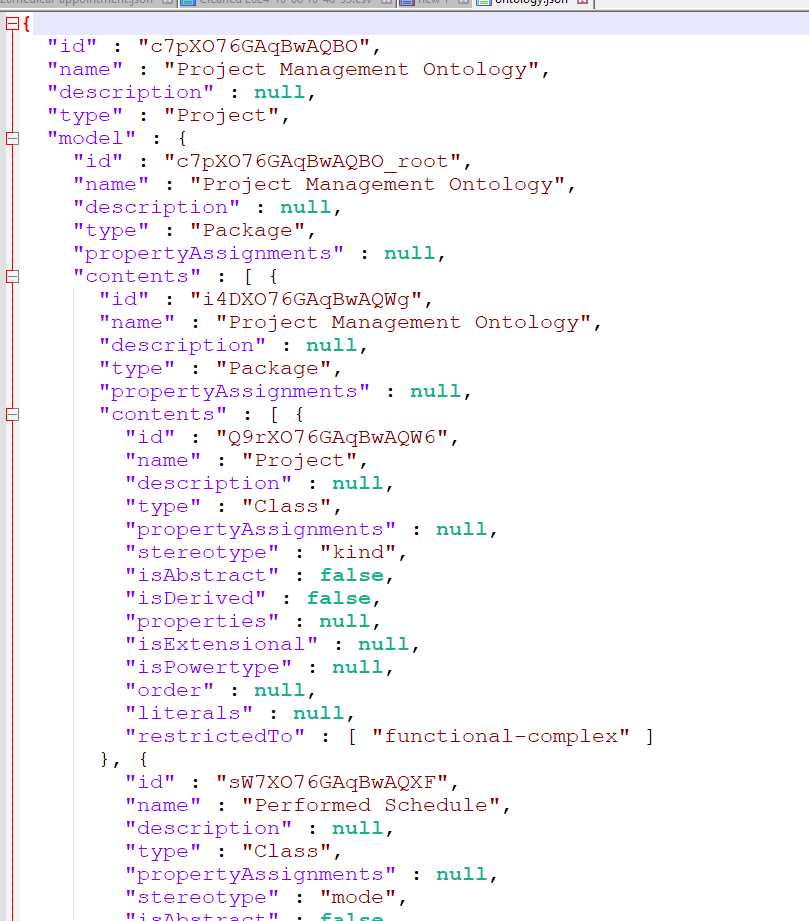 Cleaned 2024-10-08 10-40-55.csv new 1 ontology.json
{
"id" : "c7pXO76GAqBwAQBO",
"name" : "Project Management Ontology",
"description" : null,
"type" : "Project",
"model" : {
"id" : "c7pXO76GAqBwAQBO_root",
"name" : "Project Management Ontology",
"description" : null,
"type" : "Package",
"propertyAssignments" : null,
"contents" : [ {
"id" : "i4DXO76GAqBwAQWg",
"name" : "Project Management Ontology",
"description" : null,
"type" : "Package",
"propertyAssignments" : null,
"contents" : [ {
"id" : "Q9rXO76GAqBwAQW6",
"name" : "Project",
"description" : null,
"type" : "Class",
"propertyAssignments" : null,
"stereotype" : "kind",
"isAbstract" : false,
"isDerived" : false,
"properties" : null,
"isExtensional" : null,
"isPowertype" : null,
"order" : null,
"literals" : null,
"restrictedTo" : [ "functional-complex" ]
}, {
"id" : "sW7XO76GAqBwAQXF",
"name" : "Performed Schedule",
"description" : null,
"type" : "Class",
"propertyAssignments" : null,
"stereotype" : "mode",
"isAbstract" : false